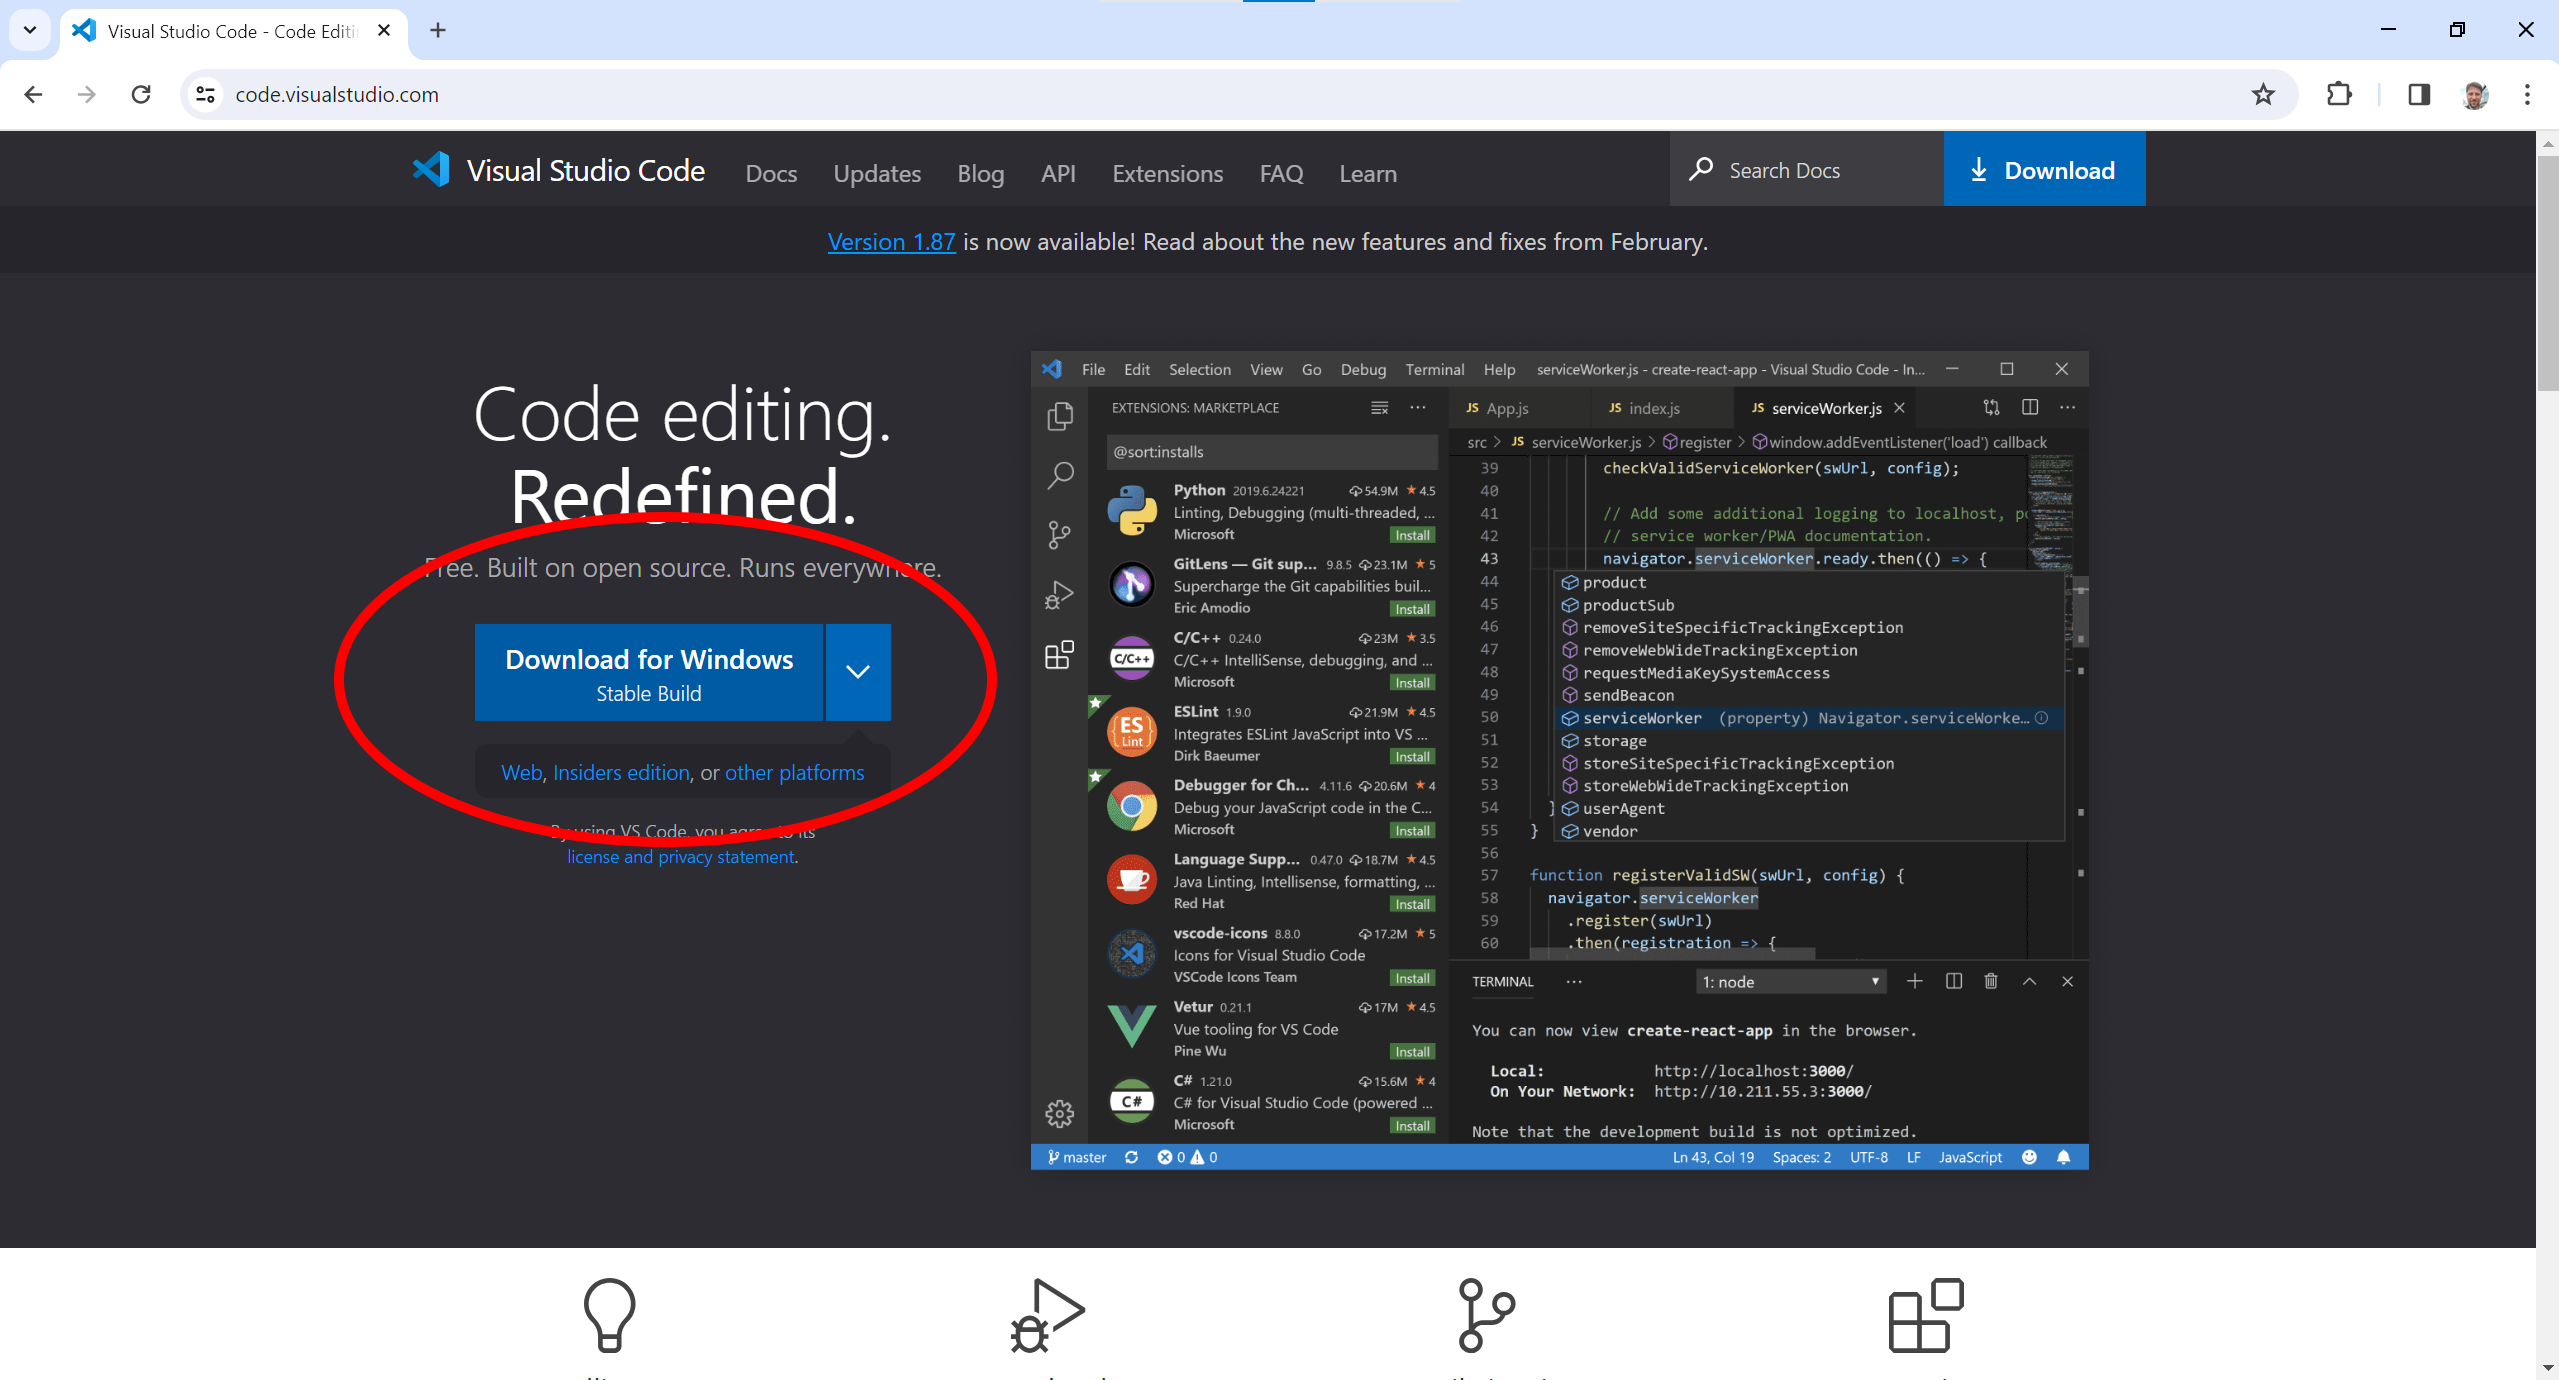 Visual Studio Code - Code Editi
code.visualstudio.com
Visual Studio Code Docs Updates Blog API Extensions FAQ Learn Search Docs Download
Version 1.87 is now available! Read about the new features and fixes from February.
Code editing.
Redefined.
Free. Built on open source. Runs everywhere.
Download for Windows
Stable Build
Web, Insiders edition, or other platforms
By using VS Code, you agree to its
license and privacy statement.
File Edit Selection View Go Debug Terminal Help serviceWorker.js - create-react-app - Visual Studio Code - In...
EXTENSIONS: MARKETPLACE
@sort:installs
Python 2019.6.24221 54.9M 4.5
Linting, Debugging (multi-threaded, ...
Microsoft Install
GitLens — Git sup... 9.8.5 23.1M 5
Supercharge the Git capabilities buil...
Eric Amodio Install
C/C++
C/C++ 0.24.0 23M 3.5
C/C++ IntelliSense, debugging, and ...
Microsoft Install
ES
Lint
ESLint 1.9.0 21.9M 4.5
Integrates ESLint JavaScript into VS ...
Dirk Baeumer Install
Debugger for Ch... 4.11.6 20.6M 4
Debug your JavaScript code in the C...
Microsoft Install
Language Supp... 0.47.0 18.7M 4.5
Java Linting, Intellisense, formatting, ...
Red Hat Install
vscode-icons 8.8.0 17.2M 5
Icons for Visual Studio Code
VSCode Icons Team Install
Vetur 0.21.1 17M 4.5
Vue tooling for VS Code
Pine Wu Install
C#
C# 1.21.0 15.6M 4
C# for Visual Studio Code (powered ...
Microsoft Install
JS App.js JS index.js JS serviceWorker.js
src > JS serviceWorker.js > register > window.addEventListener('load') callback
39 checkValidServiceWorker(swUrl, config);
40
41 // Add some additional logging to localhost, po
42 // service worker/PWA documentation.
43 navigator.serviceWorker.ready.then(() => {
44 product
45 productSub
46 removeSiteSpecificTrackingException
47 removeWebWideTrackingException
48 requestMediaKeySystemAccess
49 sendBeacon
50 serviceWorker (property) Navigator.serviceWorke...
51 storage
52 storeSiteSpecificTrackingException
53 storeWebWideTrackingException
54 } userAgent
55 } vendor
56
57 function registerValidSW(swUrl, config) {
58 navigator.serviceWorker
59 .register(swUrl)
60 .then(registration => {
TERMINAL ... 1: node
You can now view create-react-app in the browser.
Local: http://localhost:3000/
On Your Network: http://10.211.55.3:3000/
Note that the development build is not optimized.
master 0 0 Ln 43, Col 19 Spaces: 2 UTF-8 LF JavaScript